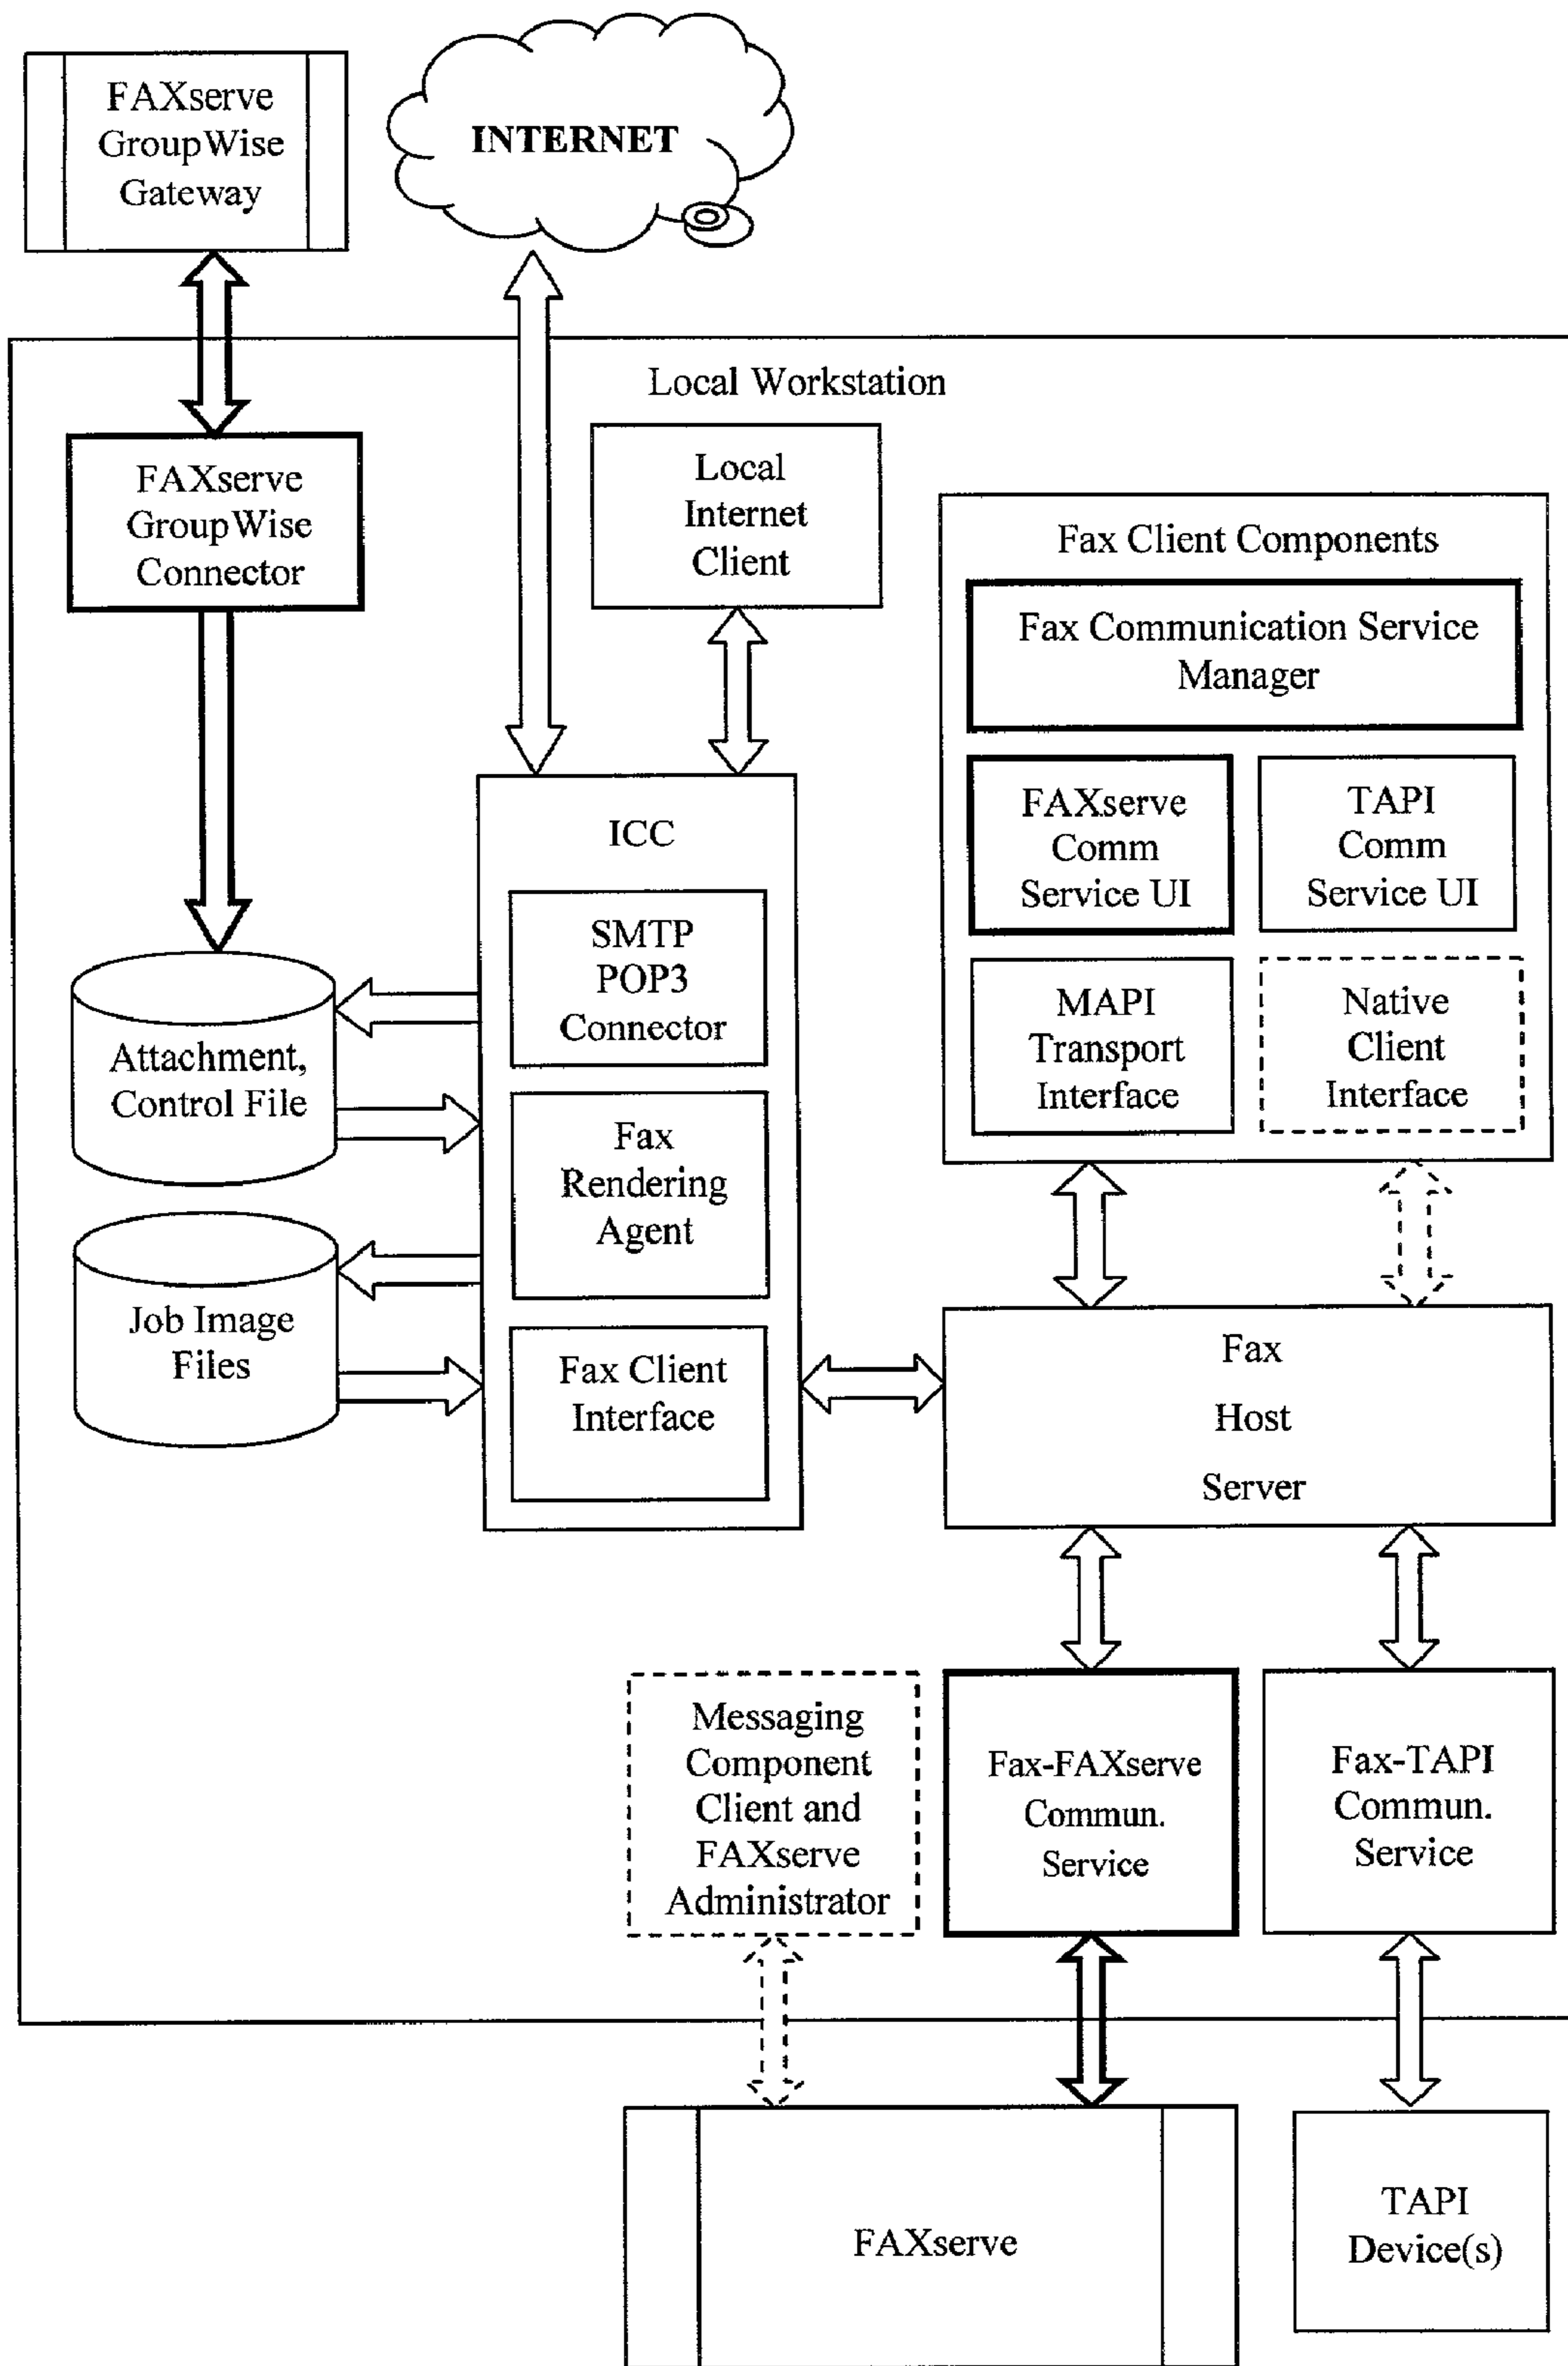 FAXserve
GroupWise
Gateway
INTERNET
Local Workstation
FAXserve
GroupWise
Connector
Local
Internet
Client
Fax Client Components
Fax Communication Service
Manager
FAXserve
Comm
Service UI
TAPI
Comm
Service UI
MAPI
Transport
Interface
Native
Client
Interface
ICC
SMTP
POP3
Connector
Fax
Rendering
Agent
Fax Client
Interface
Attachment,
Control File
Job Image
Files
Fax
Host
Server
Messaging
Component
Client and
FAXserve
Administrator
Fax-FAXserve
Commun.
Service
Fax-TAPI
Commun.
Service
FAXserve
TAPI
Device(s)